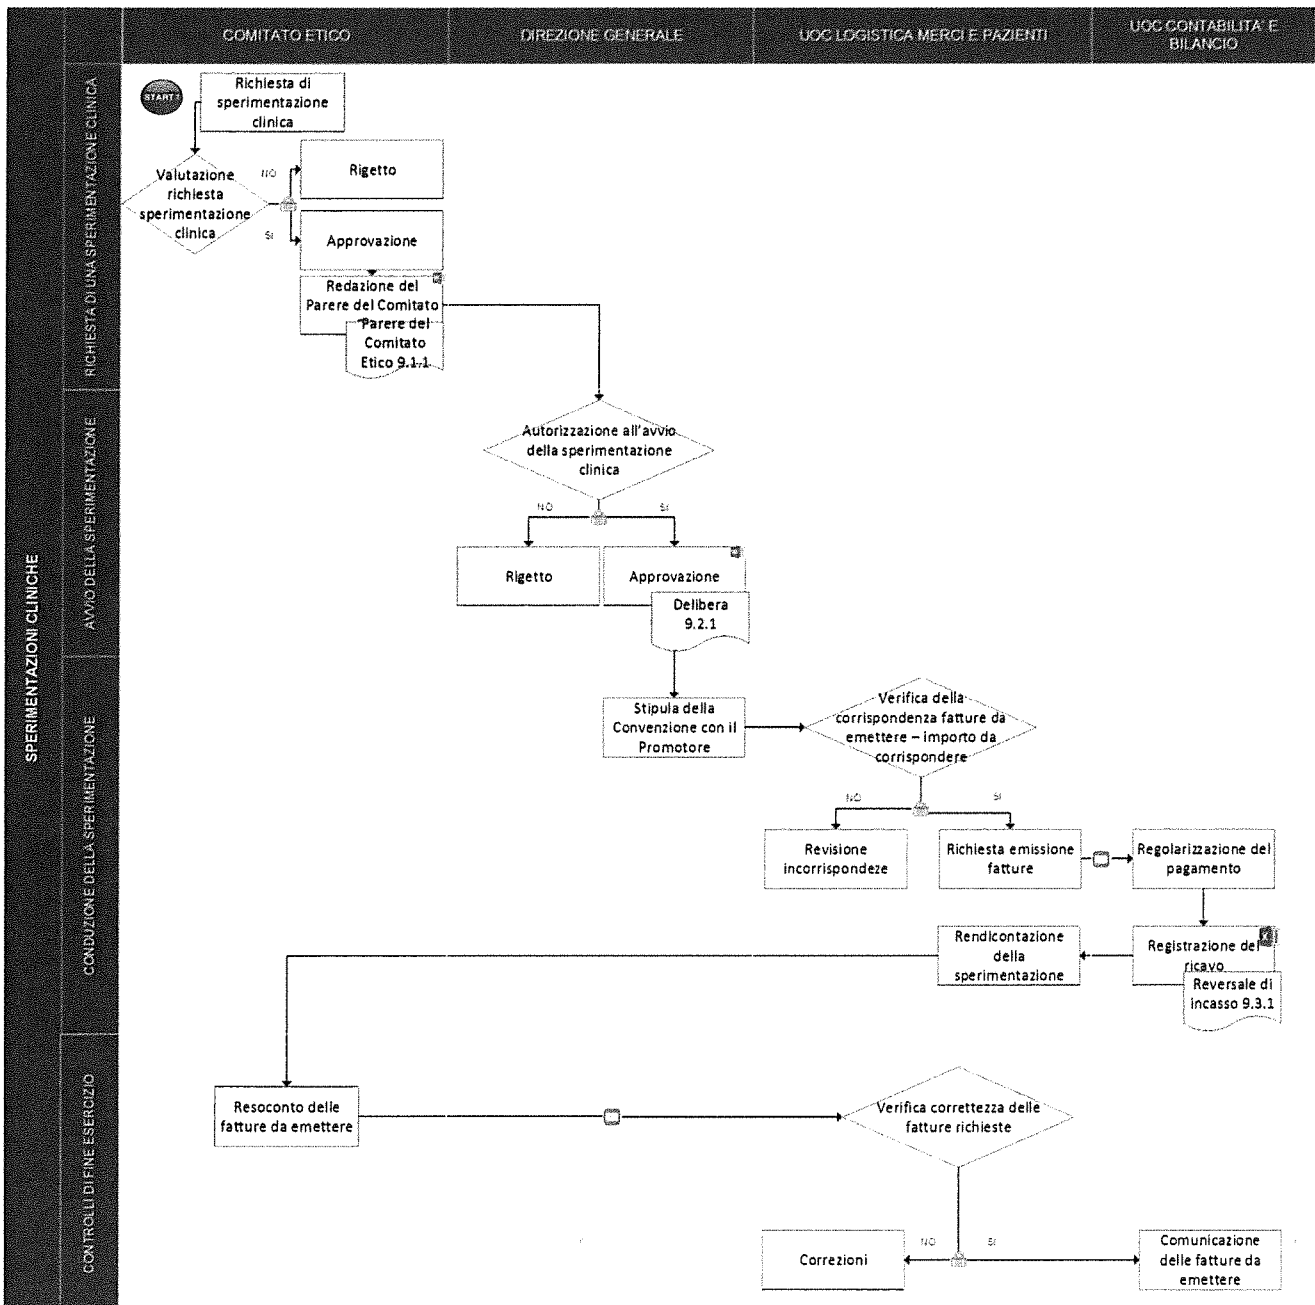 COMITATO ETICO
DIREZIONE GENERALE
UOC LOGISTICA MERCI E PAZIENTI
UOC CONTABILITA' E
BILANCIO
SPERIMENTAZIONI CLINICHE
RICHIESTA DI UNA SPERIMENTAZIONE CLINICA
START
Richiesta di
sperimentazione
clinica
Valutazione
richiesta
sperimentazione
clinica
NO
Rigetto
SI
Approvazione
Redazione del
Parere del Comitato
Parere del
Comitato
Etico 9.1.1
AVVIO DELLA SPERIMENTAZIONE
Autorizzazione all'avvio
della sperimentazione
clinica
NO
SI
Rigetto
Approvazione
Delibera
9.2.1
CONDUZIONE DELLA SPERIMENTAZIONE
Stipula della
Convenzione con il
Promotore
Verifica della
corrispondenza fatture da
emettere – importo da
corrispondere
NO
SI
Revisione
incorrispondeze
Richiesta emissione
fatture
Regolarizzazione del
pagamento
Rendicontazione
della
sperimentazione
Registrazione del
ricavo
Reversale di
incasso 9.3.1
CONTROLLI DI FINE ESERCIZIO
Resoconto delle
fatture da emettere
Verifica correttezza delle
fatture richieste
NO
SI
Correzioni
Comunicazione
delle fatture da
emettere